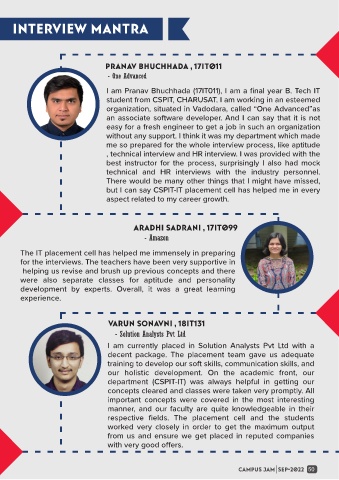 INTERVIEW MANTRA
PRANAV BHUCHHADA , 17IT011
- One Advanced
I am Pranav Bhuchhada (17IT011), I am a final year B. Tech IT
student from CSPIT, CHARUSAT. I am working in an esteemed
organization, situated in Vadodara, called “One Advanced”as
an associate software developer. And I can say that it is not
easy for a fresh engineer to get a job in such an organization
without any support. I think it was my department which made
me so prepared for the whole interview process, like aptitude
, technical interview and HR interview. I was provided with the
best instructor for the process, surprisingly I also had mock
technical and HR interviews with the industry personnel.
There would be many other things that I might have missed,
but I can say CSPIT-IT placement cell has helped me in every
aspect related to my career growth.
ARADHI SADRANI , 17IT099
- Amazon
The IT placement cell has helped me immensely in preparing
for the interviews. The teachers have been very supportive in
helping us revise and brush up previous concepts and there
were also separate classes for aptitude and personality
development by experts. Overall, it was a great learning
experience.
VARUN SONAVNI , 18IT131
- Solution Analysts Pvt Ltd
I am currently placed in Solution Analysts Pvt Ltd with a
decent package. The placement team gave us adequate
training to develop our soft skills, communication skills, and
our holistic development. On the academic front, our
department (CSPIT-IT) was always helpful in getting our
concepts cleared and classes were taken very promptly. All
important concepts were covered in the most interesting
manner, and our faculty are quite knowledgeable in their
respective fields. The placement cell and the students
worked very closely in order to get the maximum output
from us and ensure we get placed in reputed companies
with very good offers.
CAMPUS JAM|SEP-2022 50